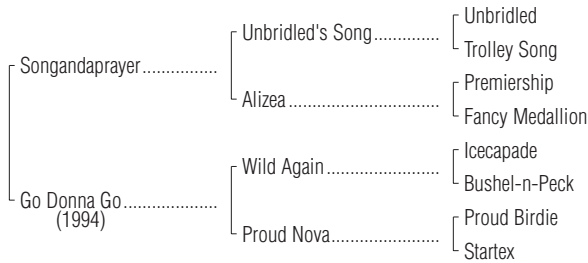 Unbridled
Unbridled's Song..............
Trolley Song
Songandaprayer................
Premiership
Alizea................................
Fancy Medallion
Icecapade
Wild Again........................
Bushel-n-Peck
Go Donna Go....................
(1994)
Proud Birdie
Proud Nova.......................
Startex